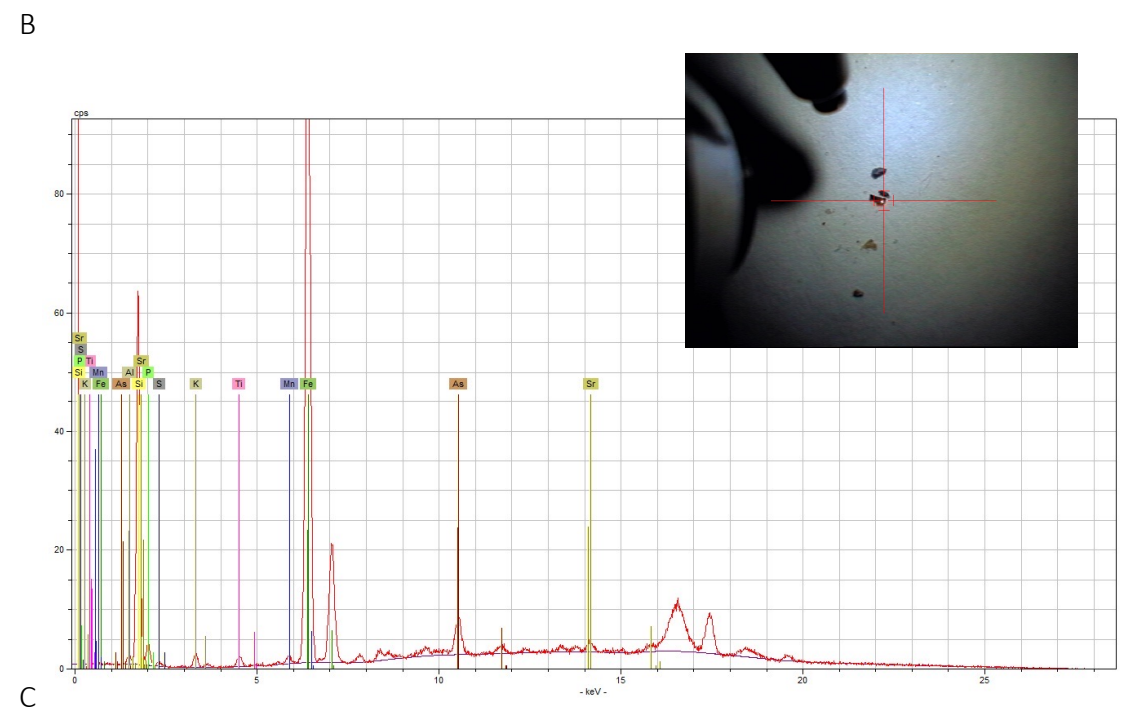 B
cps
80
60
40
20
0
Sr
S
P Ti
Si Mn Al Sr P
K Fe As Si S K Ti Mn Fe As Sr
0 5 10 15 20 25
- keV -
C